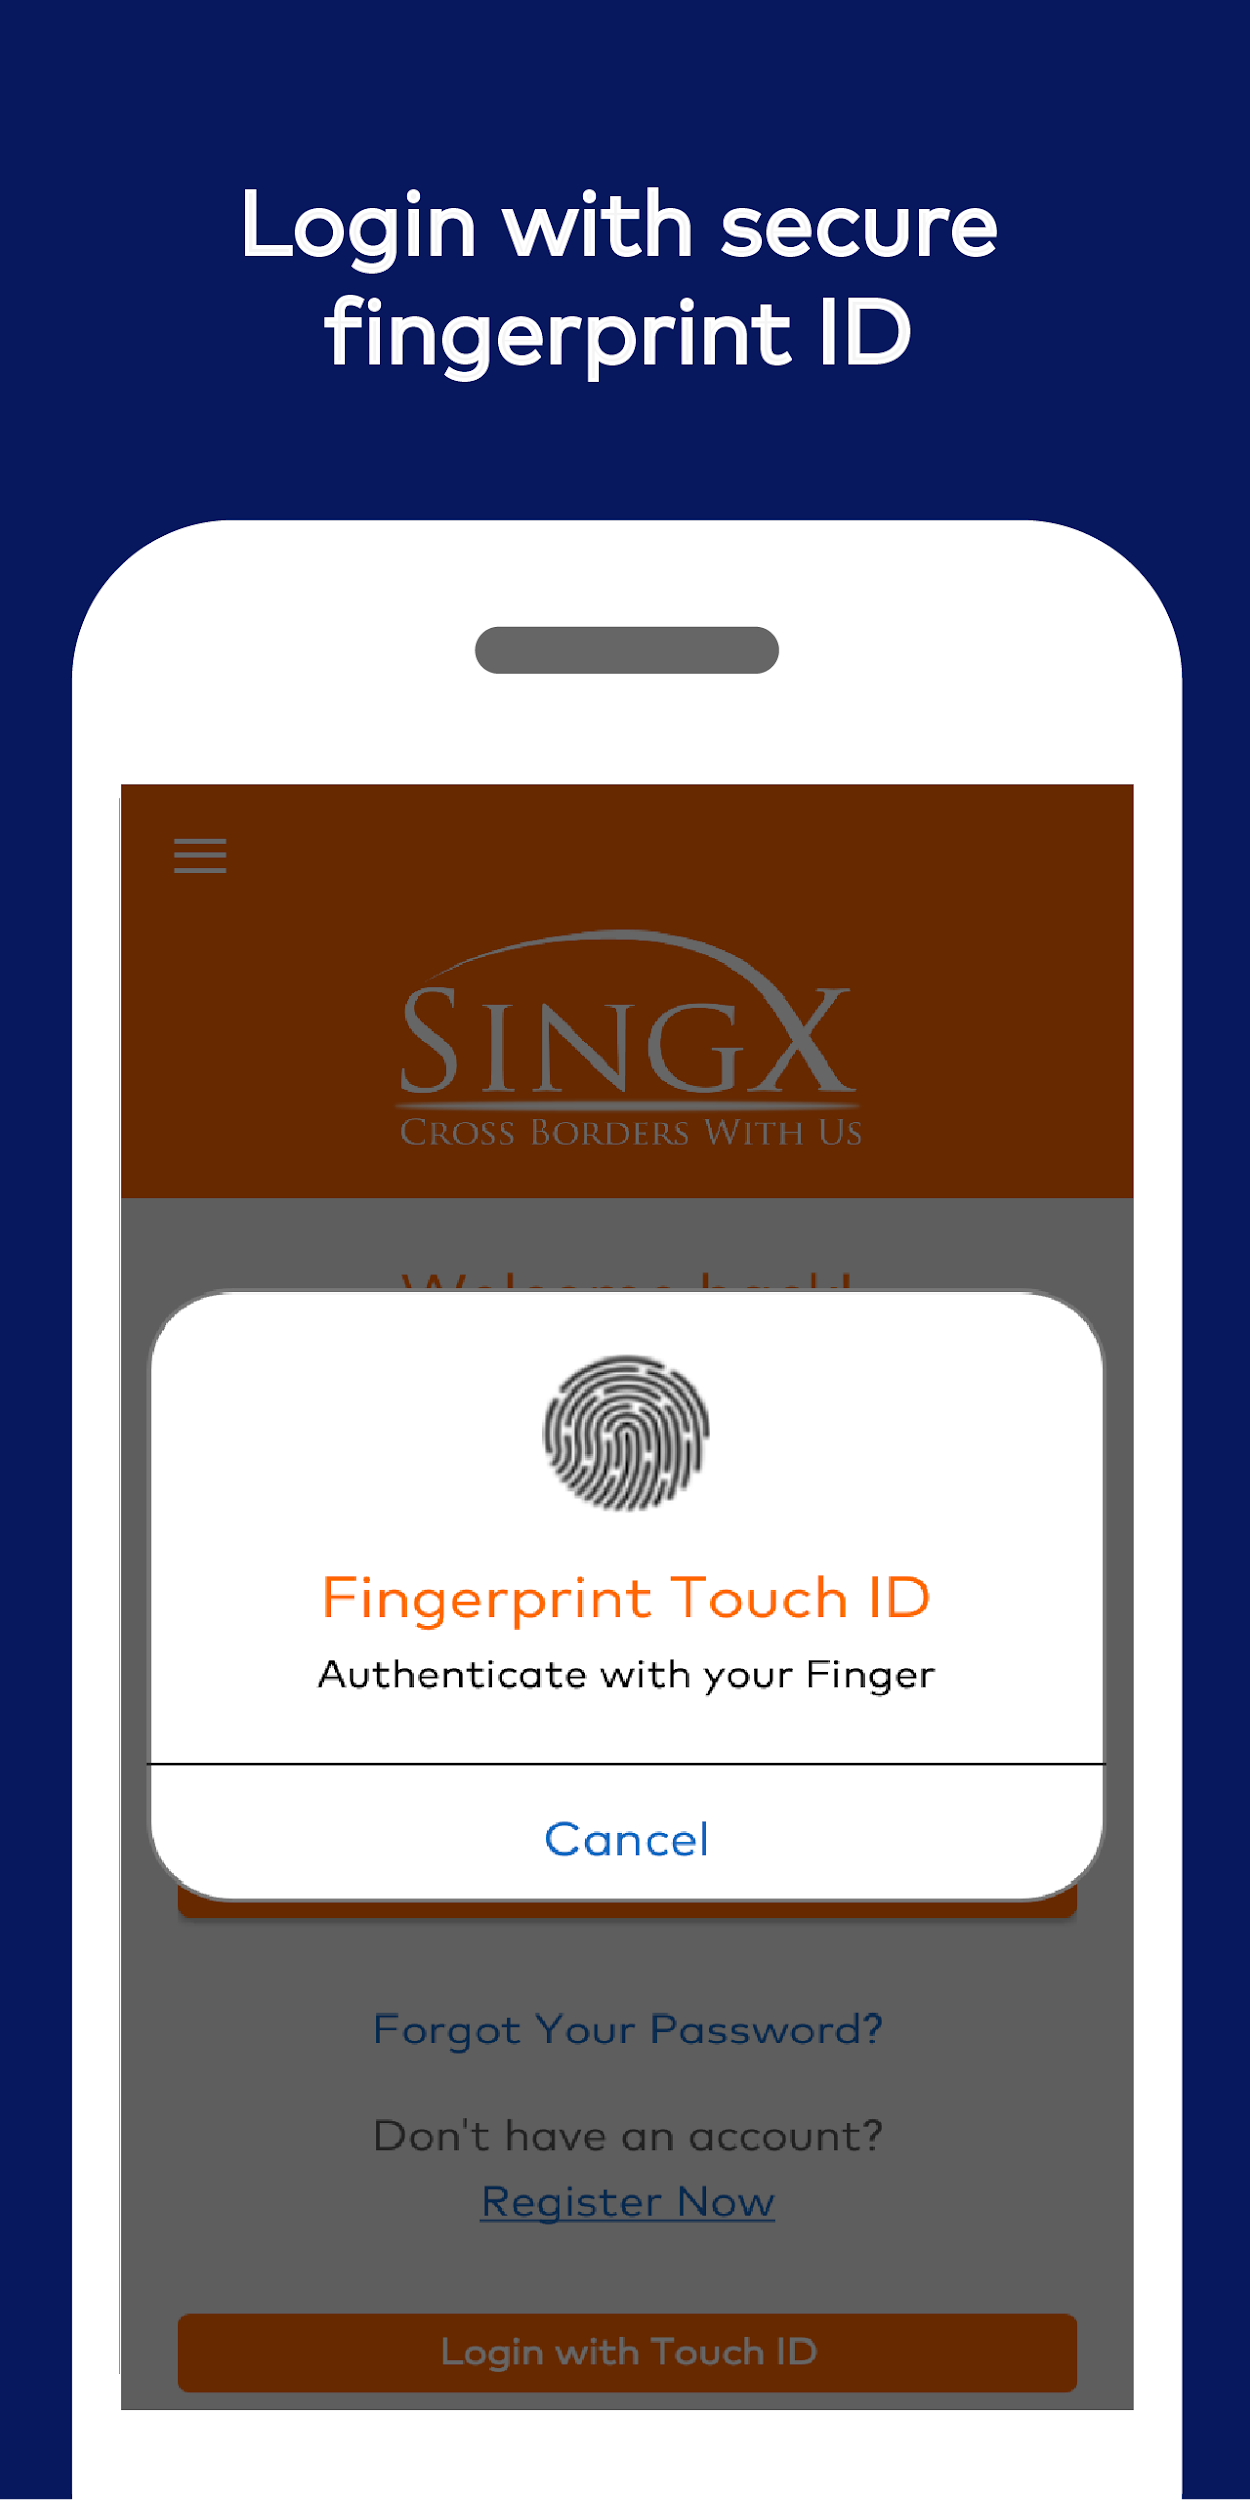 Login with secure
fingerprint ID
SINGX
CROSS BORDERS WITH US
Fingerprint Touch ID
Authenticate with your Finger
Cancel
Forgot Your Password?
Don't have an account?
Register Now
Login with Touch ID